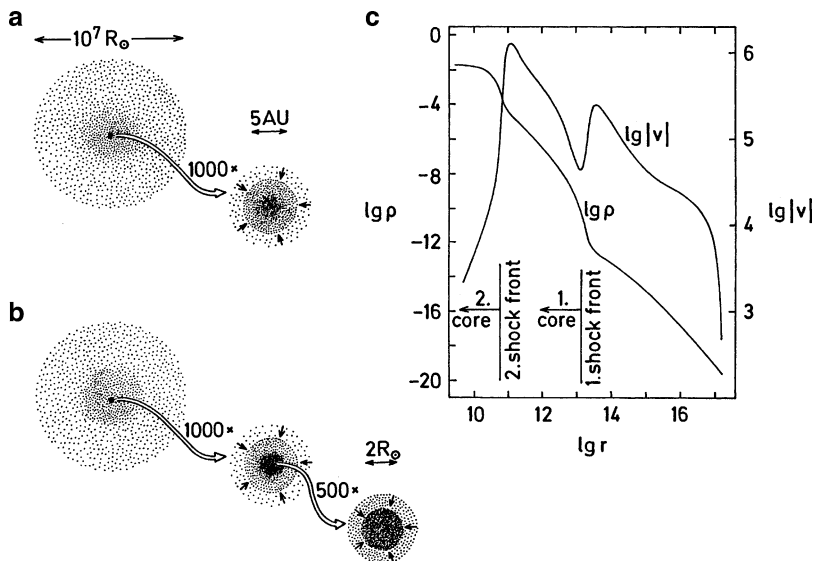 a
10⁷ R☉
5AU
1000×
b
1000×
2R☉
500×
c
0
-4
-8
lg ρ
-12
-16
-20
6
5
4
lg|v|
3
lg|v|
lg ρ
2.
core
2.shock front
1.
core
1.shock front
10
12
14
16
lg r